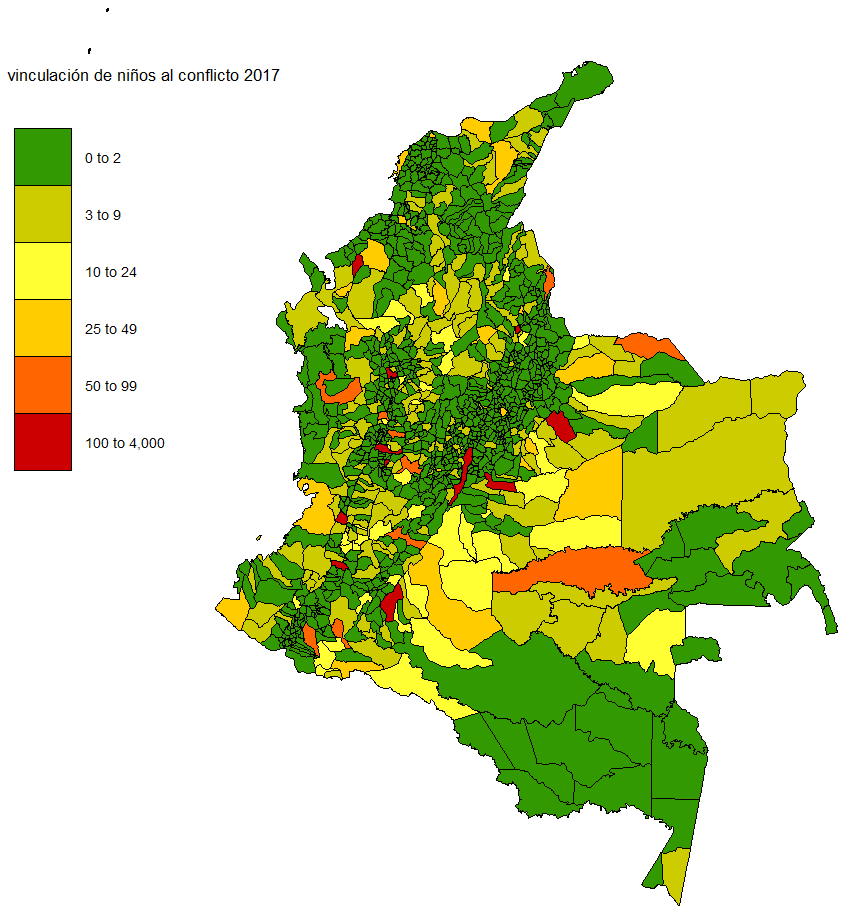 vinculación de niños al conflicto 2017
0 to 2
3 to 9
10 to 24
25 to 49
50 to 99
100 to 4,000